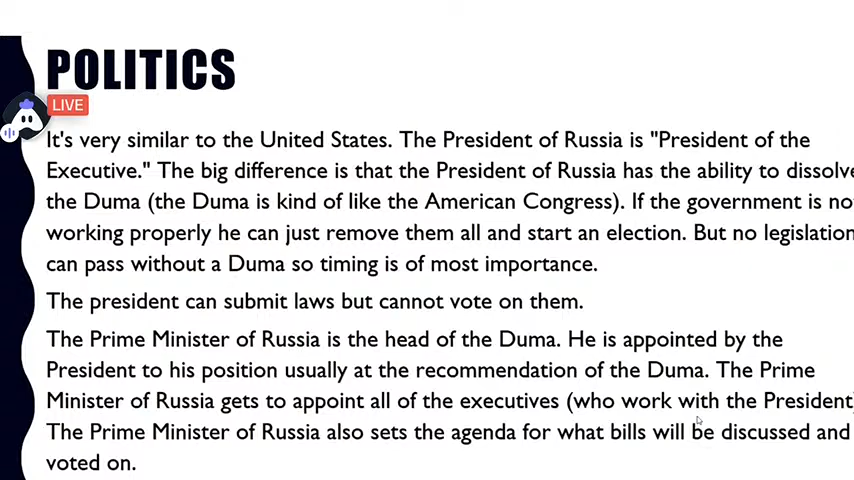 POLITICS
LIVE
It's very similar to the United States. The President of Russia is "President of the
Executive." The big difference is that the President of Russia has the ability to dissolve
the Duma (the Duma is kind of like the American Congress). If the government is no
working properly he can just remove them all and start an election. But no legislation
can pass without a Duma so timing is of most importance.
The president can submit laws but cannot vote on them.
The Prime Minister of Russia is the head of the Duma. He is appointed by the
President to his position usually at the recommendation of the Duma. The Prime
Minister of Russia gets to appoint all of the executives (who work with the President)
The Prime Minister of Russia also sets the agenda for what bills will be discussed and
voted on.